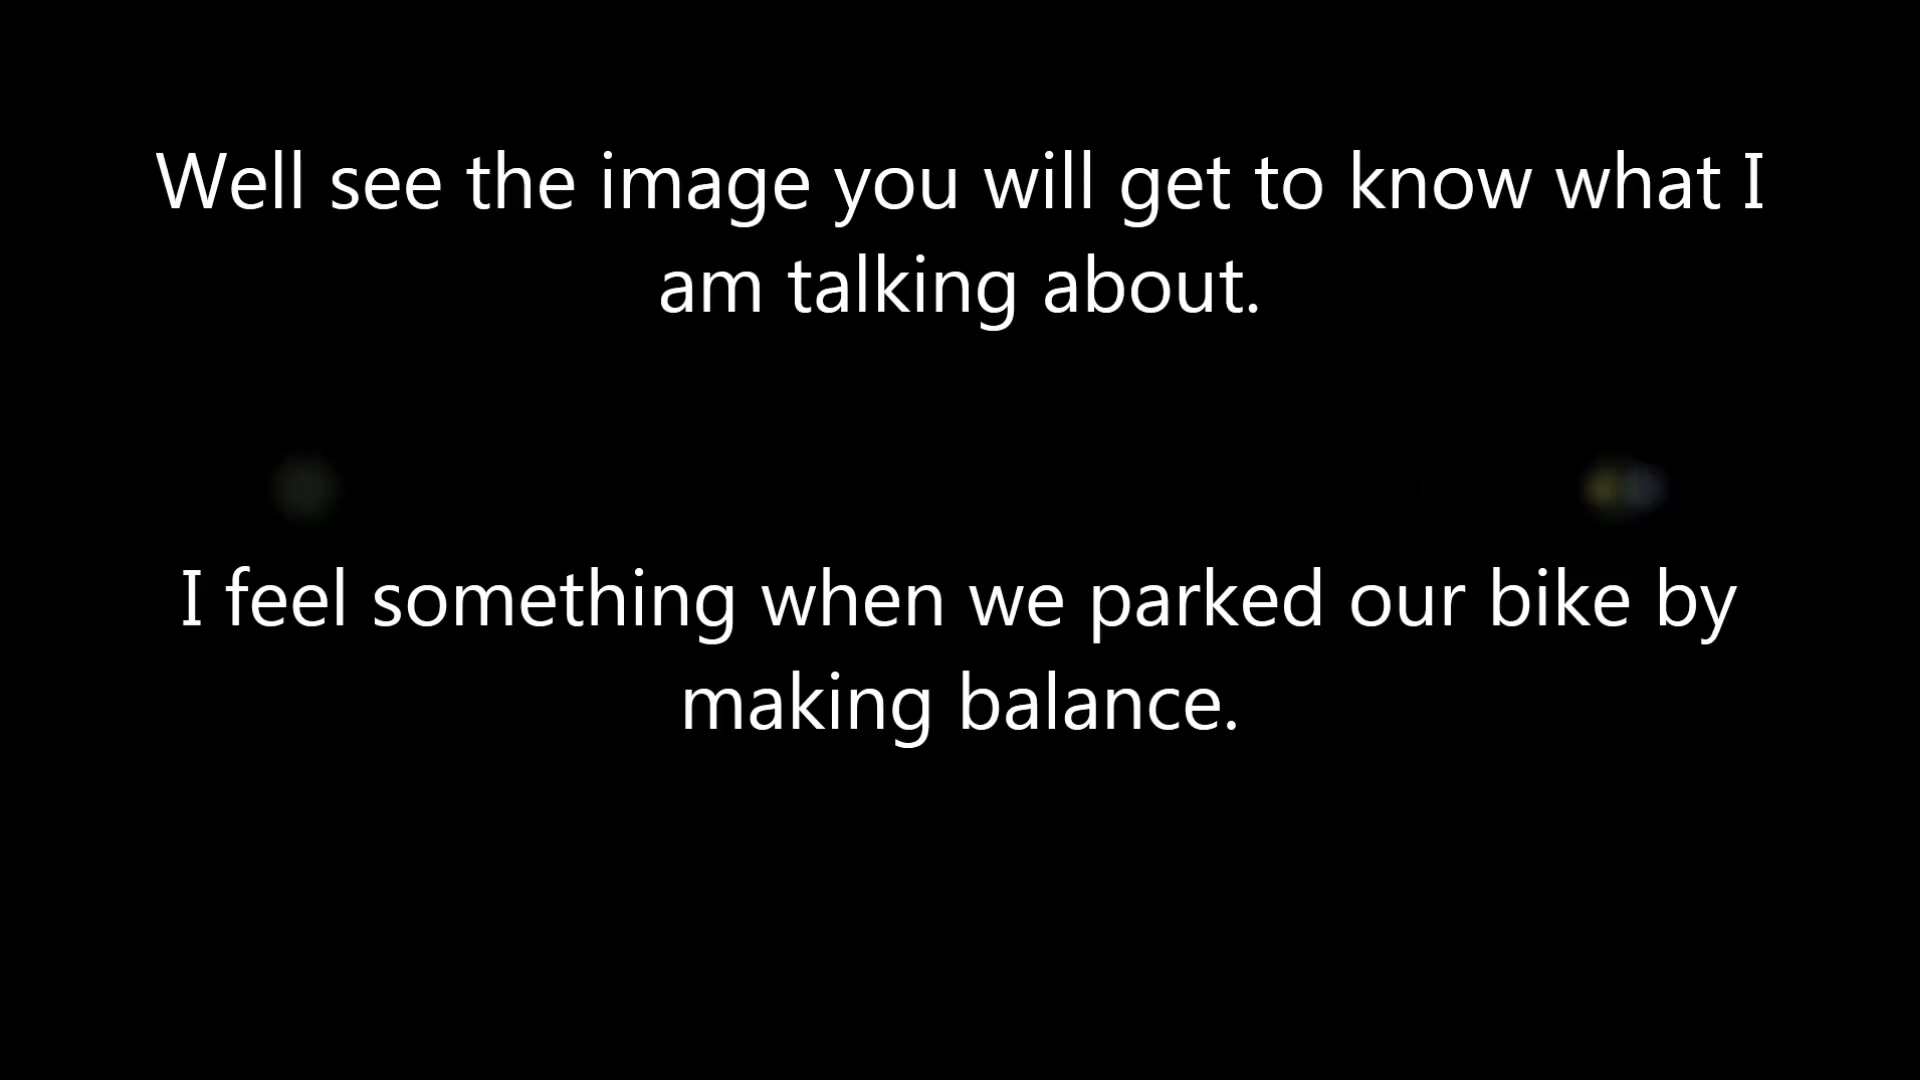 Well see the image you will get to know what I
am talking about.
I feel something when we parked our bike by
making balance.